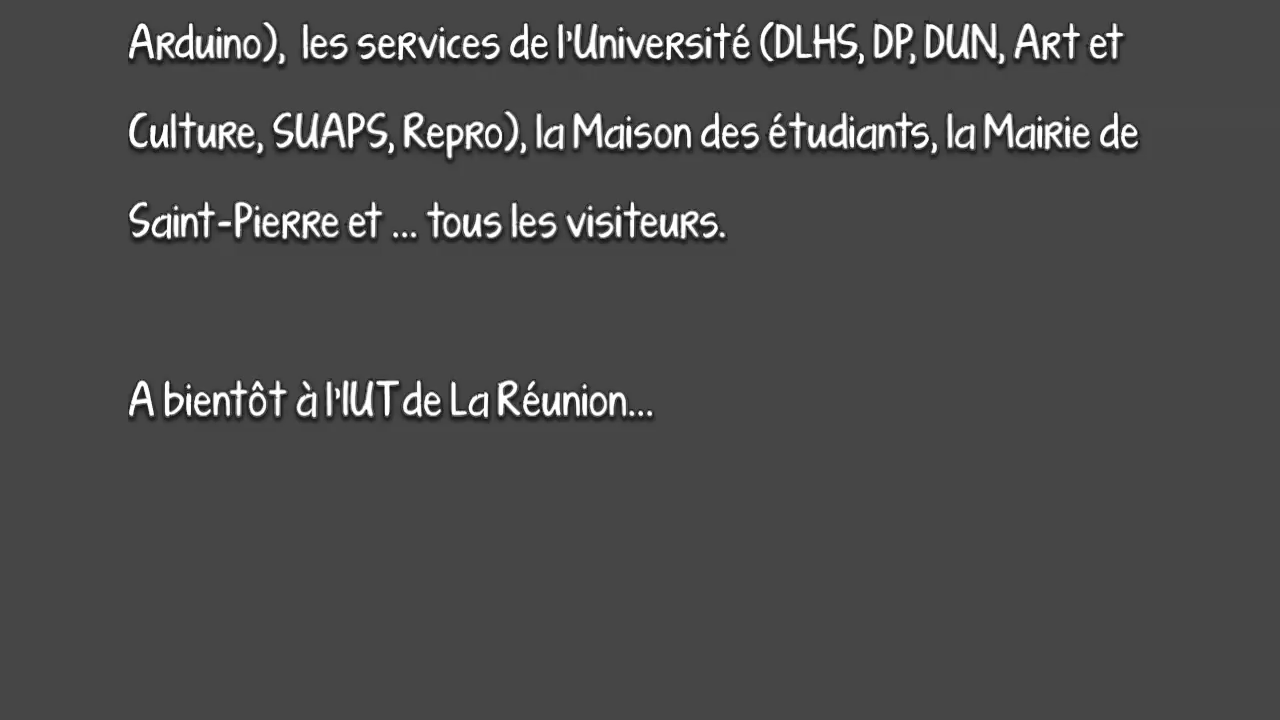 Arduino), les services de l'Université (DLHS, DP, DUN, Art et
Culture, SUAPS, Repro), la Maison des étudiants, la Mairie de
Saint-Pierre et ... tous les visiteurs.
A bientôt à l'IUT de La Réunion...